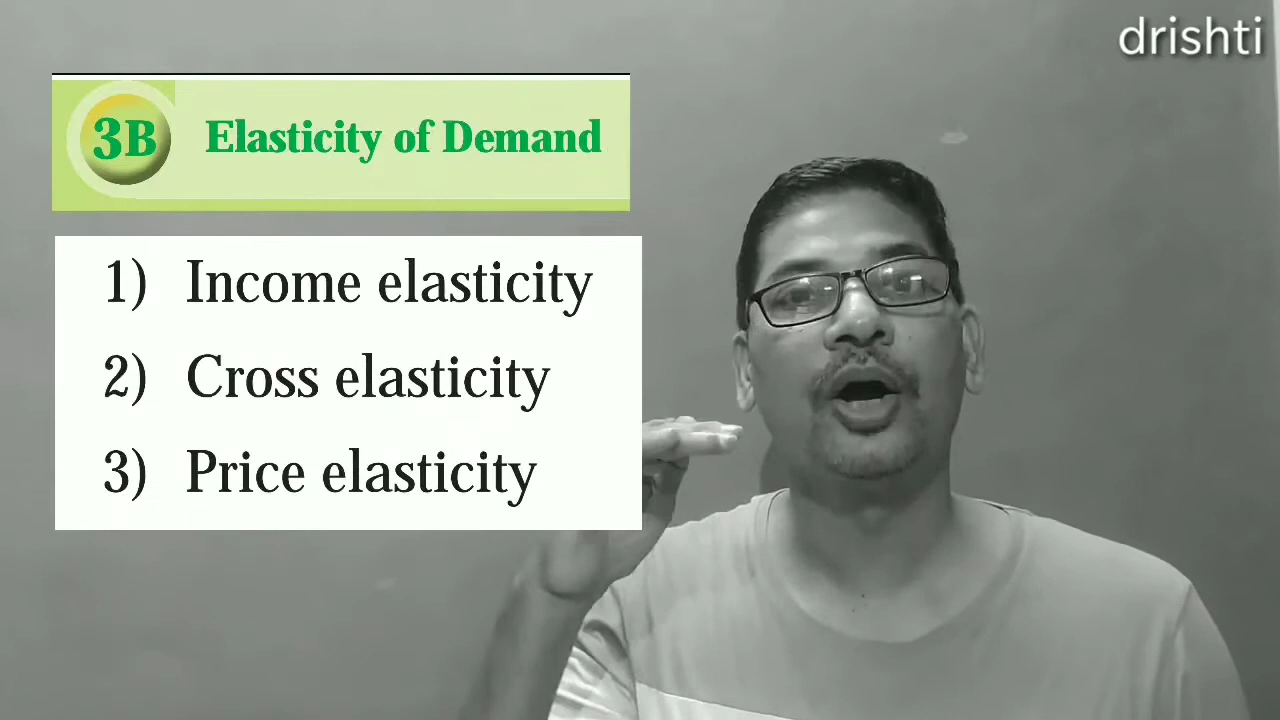 drishti
3B Elasticity of Demand
1) Income elasticity
2) Cross elasticity
3) Price elasticity